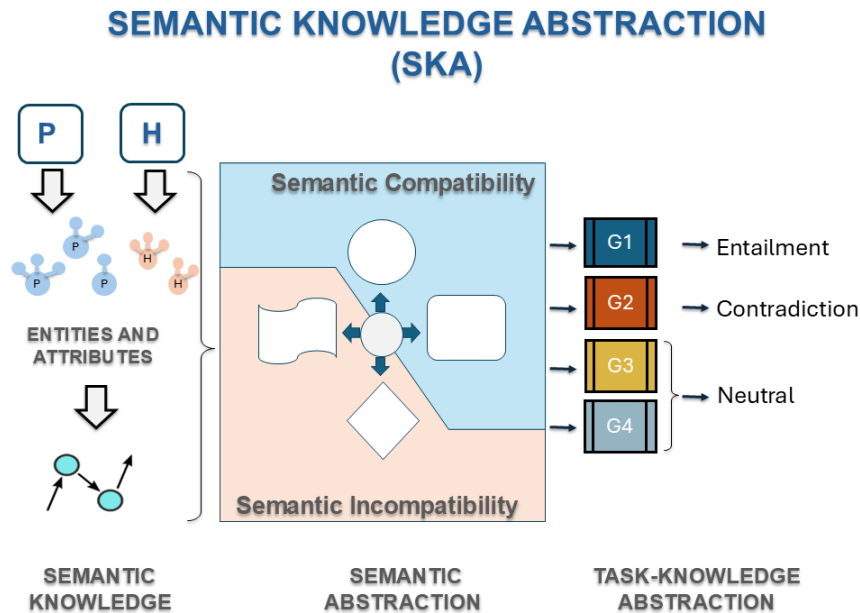 SEMANTIC KNOWLEDGE ABSTRACTION
(SKA)
P
H
P
P
P
H
H
ENTITIES AND
ATTRIBUTES
SEMANTIC
KNOWLEDGE
Semantic Compatibility
Semantic Incompatibility
SEMANTIC
ABSTRACTION
G1
Entailment
G2
Contradiction
G3
G4
Neutral
TASK-KNOWLEDGE
ABSTRACTION